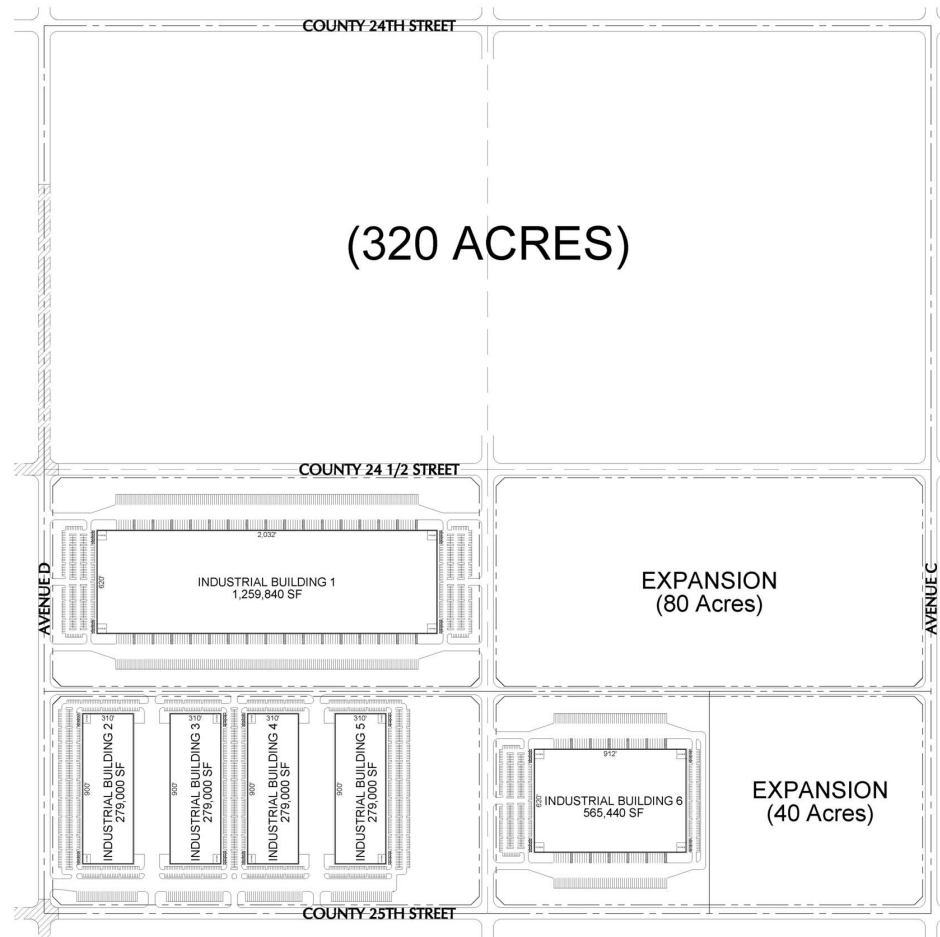 COUNTY 24TH STREET
(320 ACRES)
COUNTY 24 1/2 STREET
AVENUE D
2,032'
620'
INDUSTRIAL BUILDING 1
1,259,840 SF
EXPANSION
(80 Acres)
AVENUE C
310'
900'
INDUSTRIAL BUILDING 2
279,000 SF
310'
900'
INDUSTRIAL BUILDING 3
279,000 SF
310'
900'
INDUSTRIAL BUILDING 4
279,000 SF
310'
900'
INDUSTRIAL BUILDING 5
279,000 SF
912'
620'
INDUSTRIAL BUILDING 6
565,440 SF
EXPANSION
(40 Acres)
COUNTY 25TH STREET